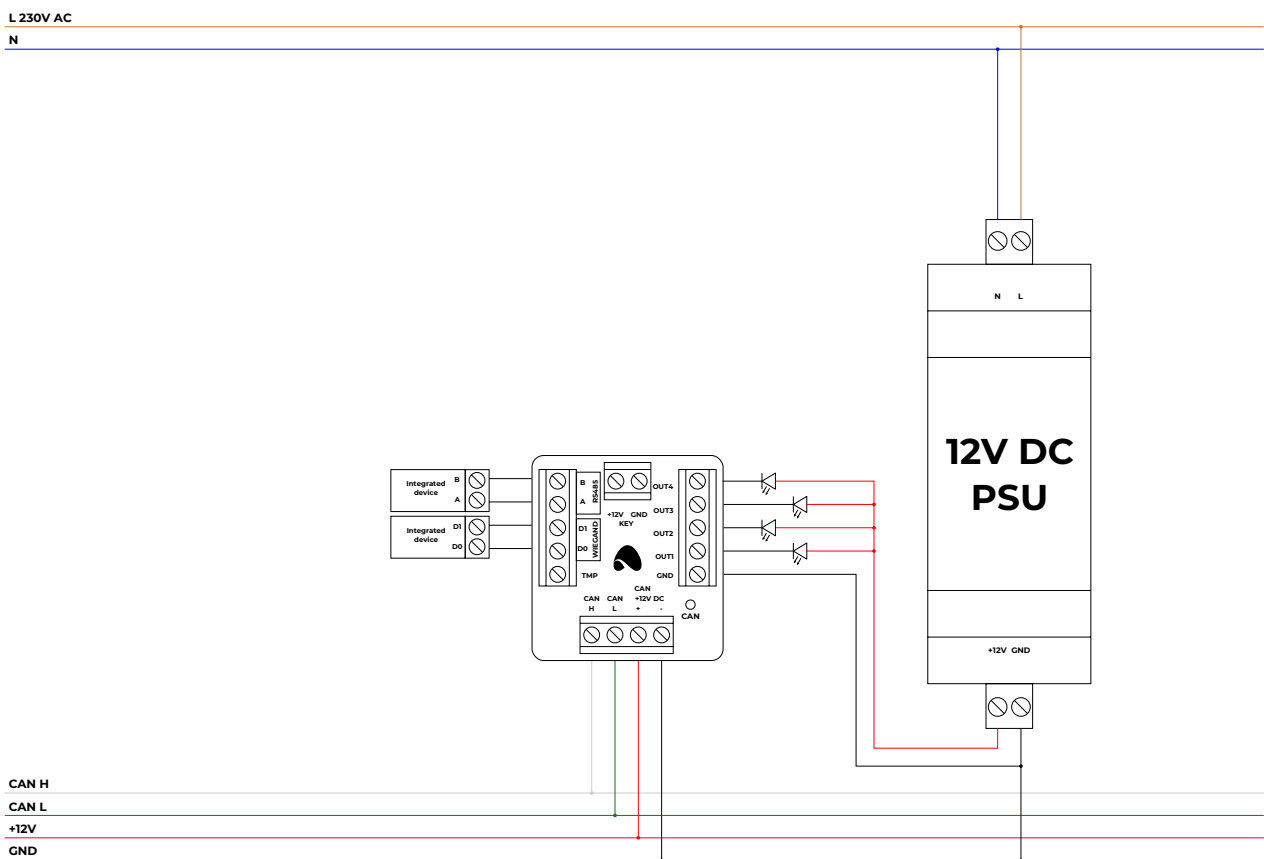 L 230V AC
N
N L
12V DC
PSU
+12V GND
Integrated
device
B
A
Integrated
device
D1
D0
B
A
RS485
D1
D0
WIEGAND
TMP
+12V GND
KEY
OUT4
OUT3
OUT2
OUT1
GND
CAN
CAN CAN +12V DC
H L + -
CAN
CAN H
CAN L
+12V
GND